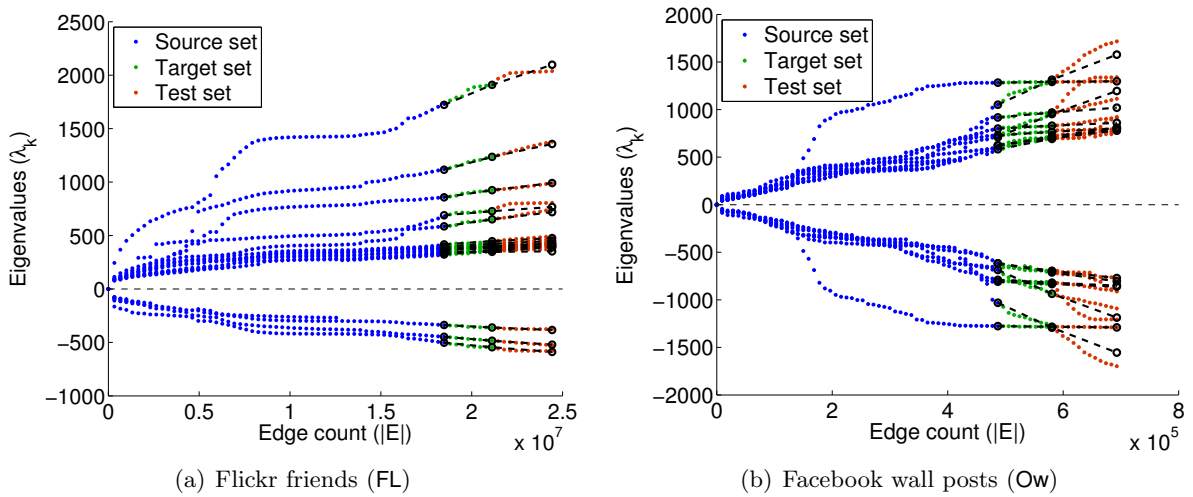 2500
2000
1500
1000
500
0
−500
−1000
Eigenvalues (λk)
Source set
Target set
Test set
0 0.5 1 1.5 2 2.5
Edge count (|E|)
x 10^7
(a) Flickr friends (FL)
2000
1500
1000
500
0
−500
−1000
−1500
−2000
Eigenvalues (λk)
Source set
Target set
Test set
0 2 4 6 8
Edge count (|E|)
x 10^5
(b) Facebook wall posts (Ow)